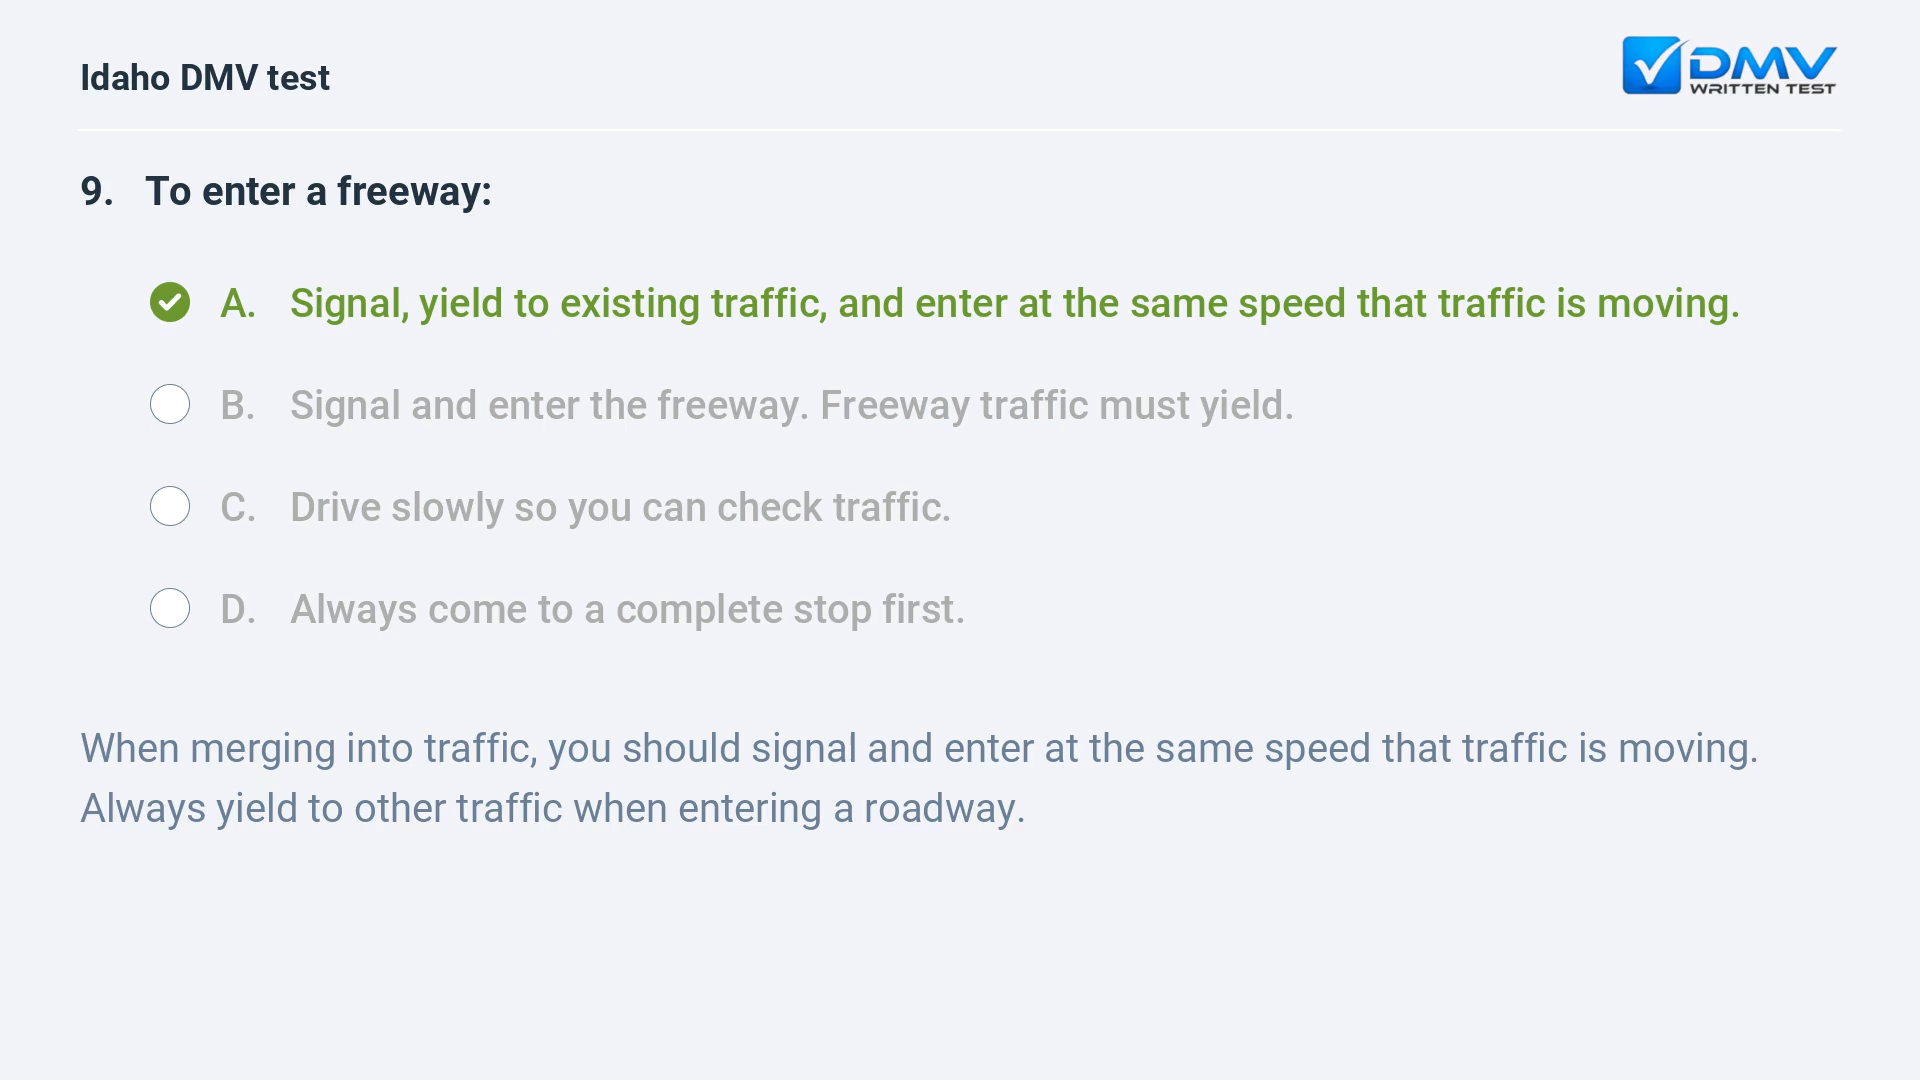 Idaho DMV test
DMV
WRITTEN TEST
9. To enter a freeway:
A. Signal, yield to existing traffic, and enter at the same speed that traffic is moving.
B. Signal and enter the freeway. Freeway traffic must yield.
C. Drive slowly so you can check traffic.
D. Always come to a complete stop first.
When merging into traffic, you should signal and enter at the same speed that traffic is moving.
Always yield to other traffic when entering a roadway.